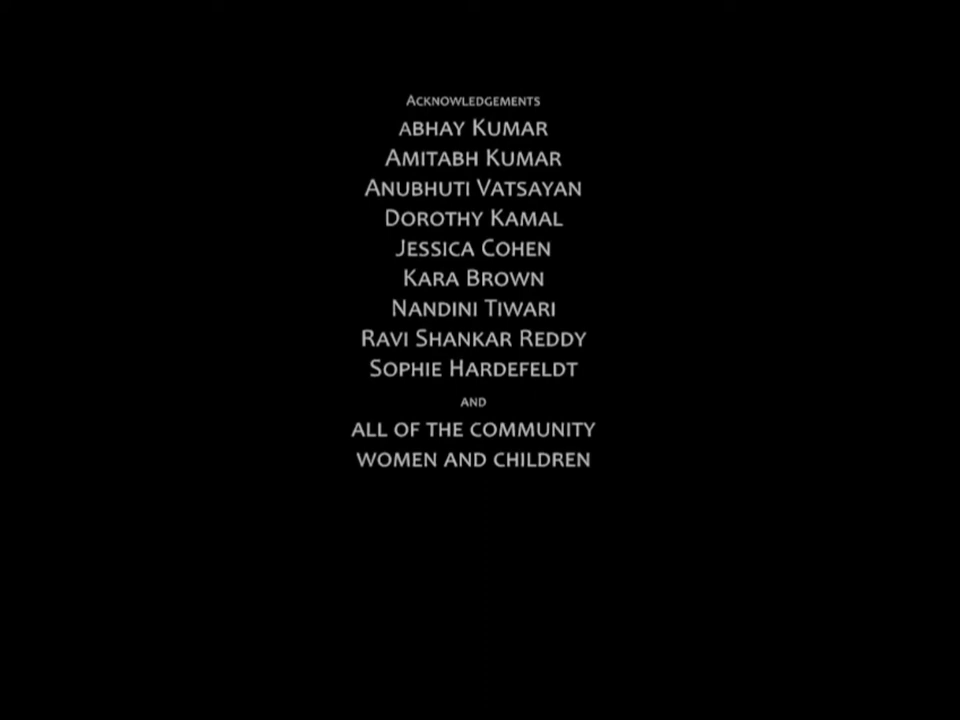 Acknowledgements
abhay Kumar
Amitabh Kumar
Anubhuti Vatsayan
Dorothy Kamal
Jessica Cohen
Kara Brown
Nandini Tiwari
Ravi Shankar Reddy
Sophie Hardefeldt
and
all of the community
women and children